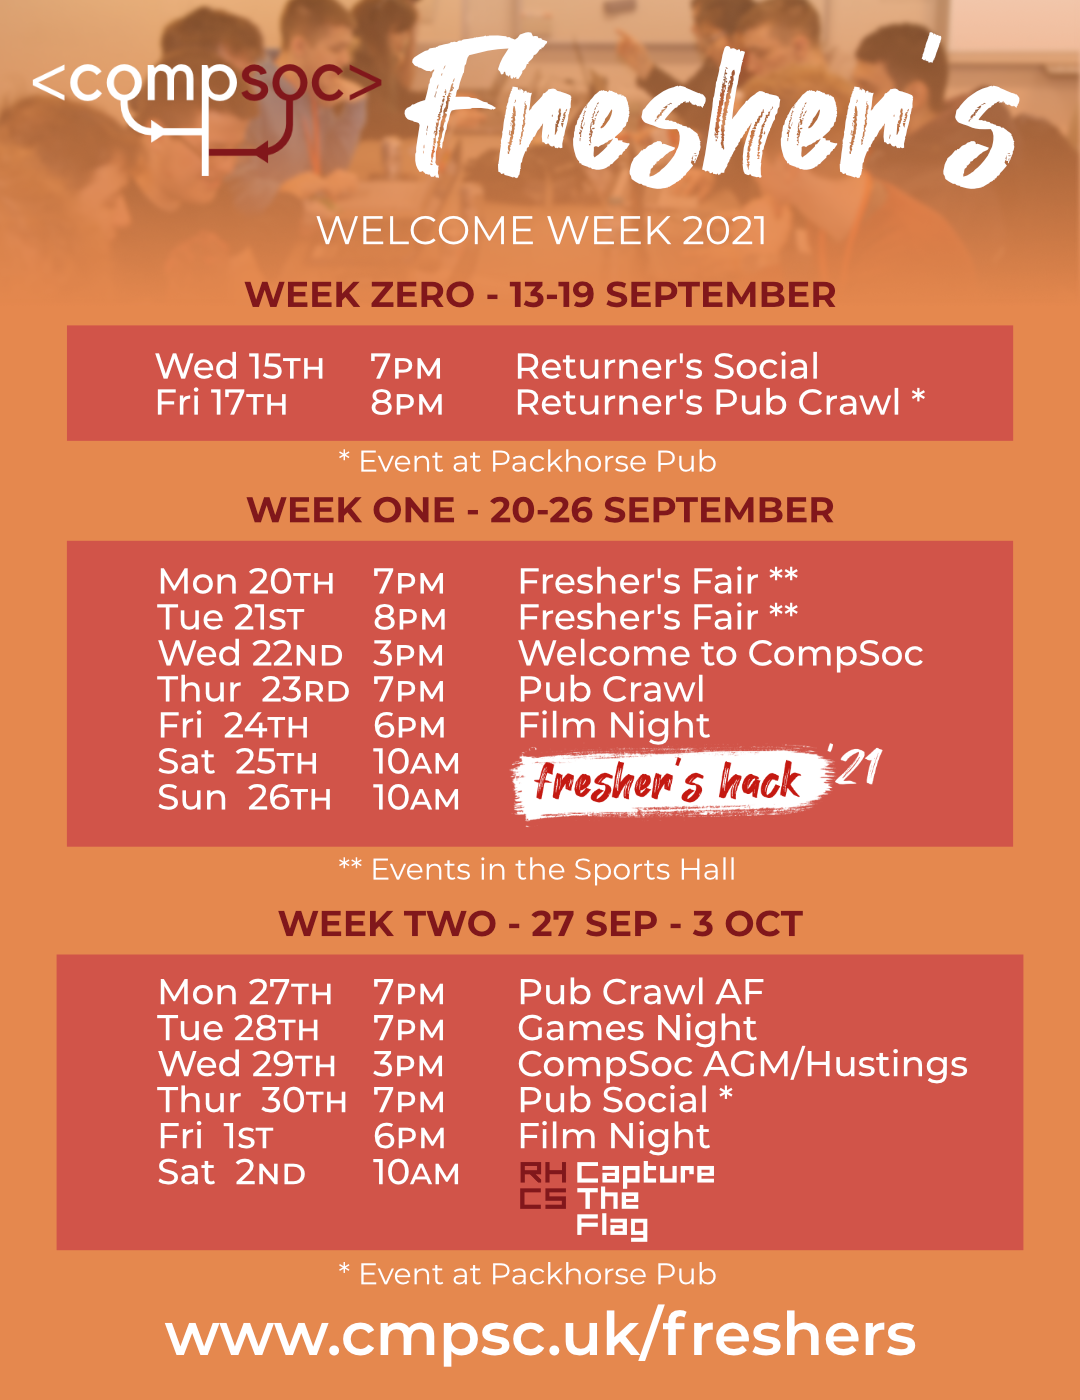 <compsoc>
Fresher's
WELCOME WEEK 2021
WEEK ZERO - 13-19 SEPTEMBER
Wed 15TH 7PM Returner's Social
Fri 17TH 8PM Returner's Pub Crawl *
* Event at Packhorse Pub
WEEK ONE - 20-26 SEPTEMBER
Mon 20TH 7PM Fresher's Fair **
Tue 21ST 8PM Fresher's Fair **
Wed 22ND 3PM Welcome to CompSoc
Thur 23RD 7PM Pub Crawl
Fri 24TH 6PM Film Night
Sat 25TH 10AM
Sun 26TH 10AM
fresher's hack '21
** Events in the Sports Hall
WEEK TWO - 27 SEP - 3 OCT
Mon 27TH 7PM Pub Crawl AF
Tue 28TH 7PM Games Night
Wed 29TH 3PM CompSoc AGM/Hustings
Thur 30TH 7PM Pub Social *
Fri 1ST 6PM Film Night
Sat 2ND 10AM RH Capture
CS The
Flag
* Event at Packhorse Pub
www.cmpsc.uk/freshers